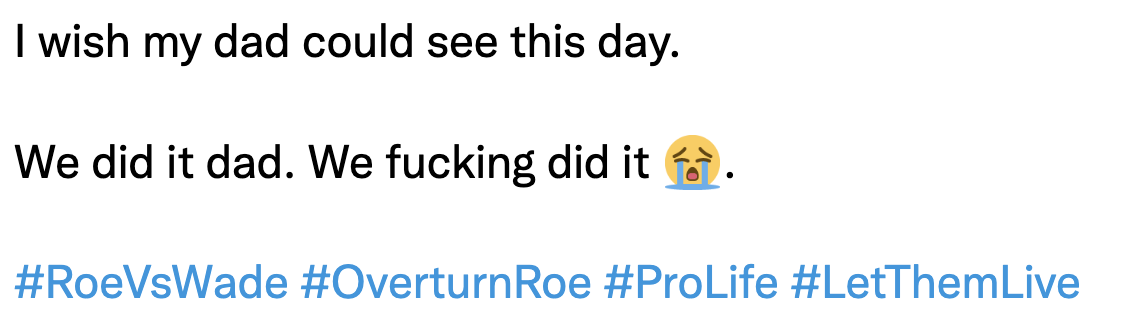 I wish my dad could see this day.
We did it dad. We fucking did it 😭.
#RoeVsWade #OverturnRoe #ProLife #LetThemLive